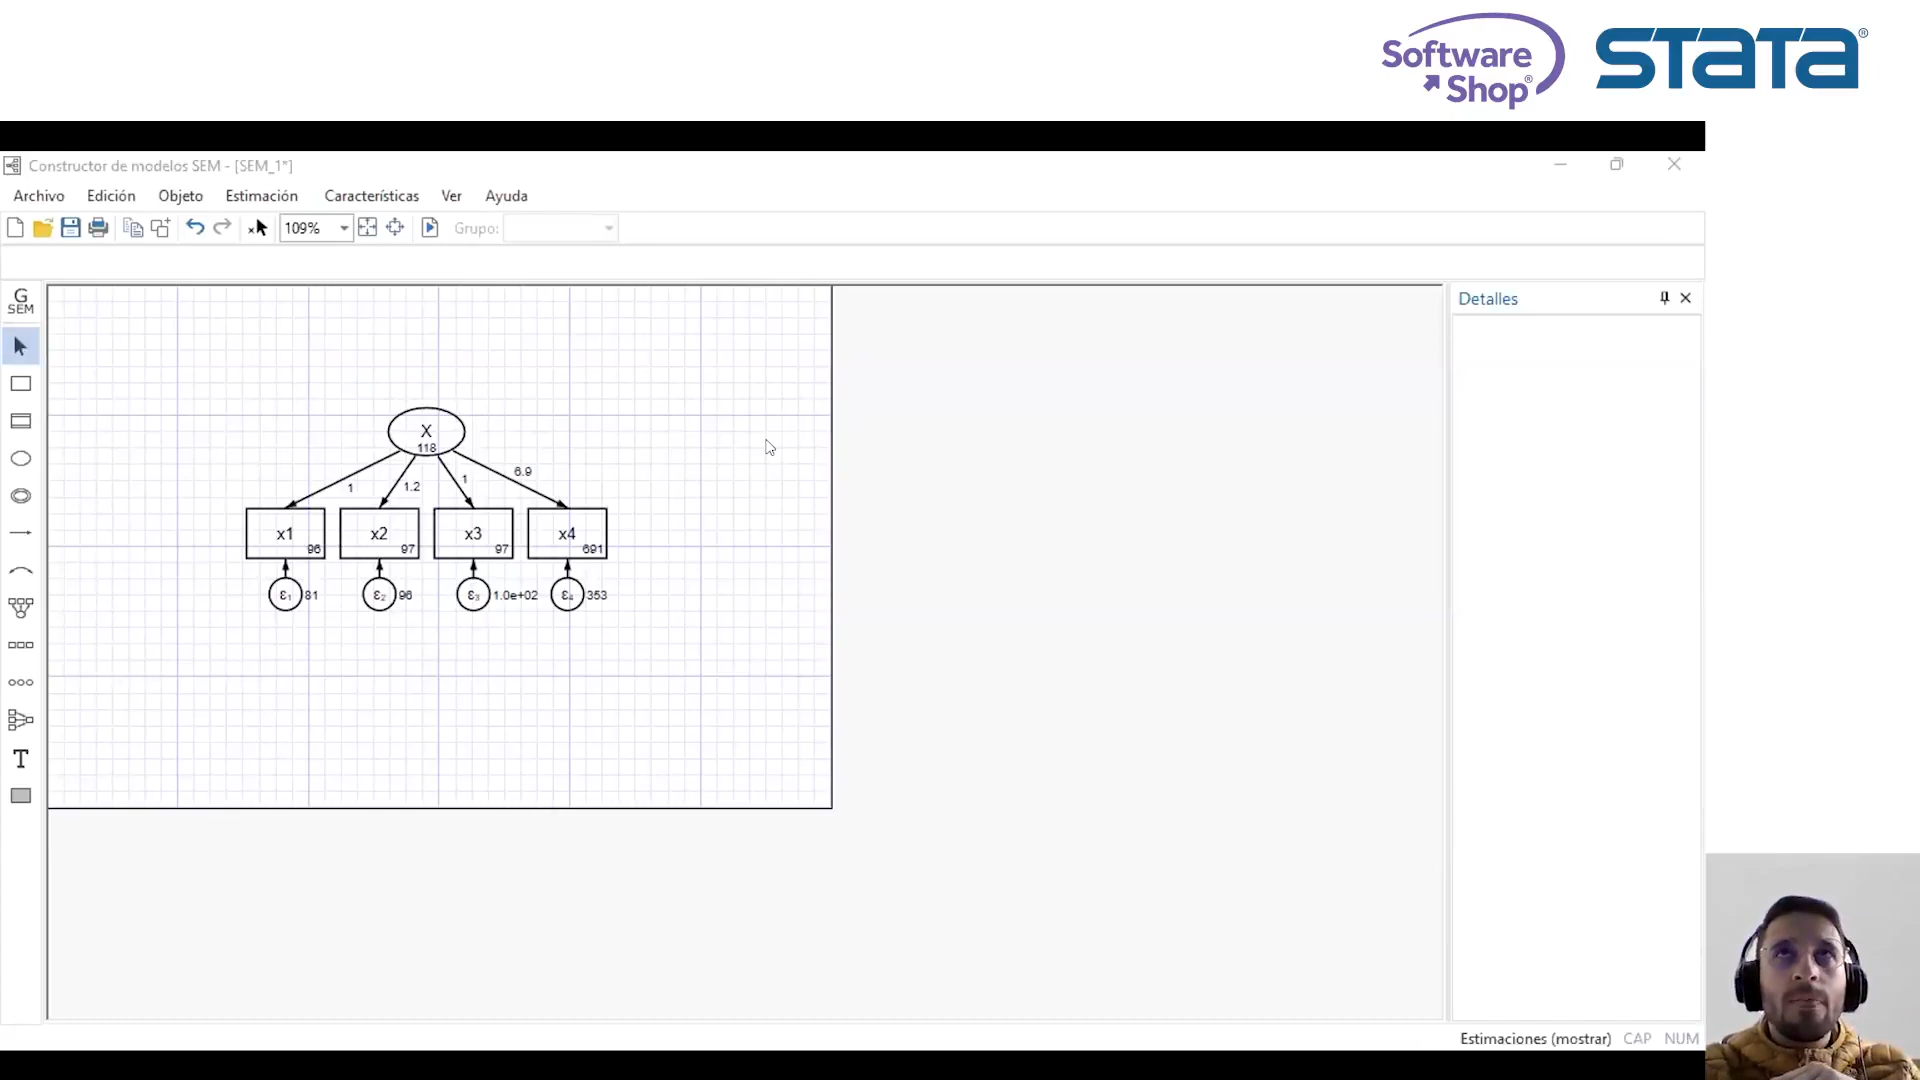 Software
Shop®
STATA®
Constructor de modelos SEM - [SEM_1*]
Archivo Edición Objeto Estimación Características Ver Ayuda
109% Grupo:
G
SEM
Detalles
X
118
1 1.2 1 6.9
x1 x2 x3 x4
96 97 97 691
ε1 81 ε2 96 ε3 1.0e+02 ε4 353
T
Estimaciones (mostrar) CAP NUM